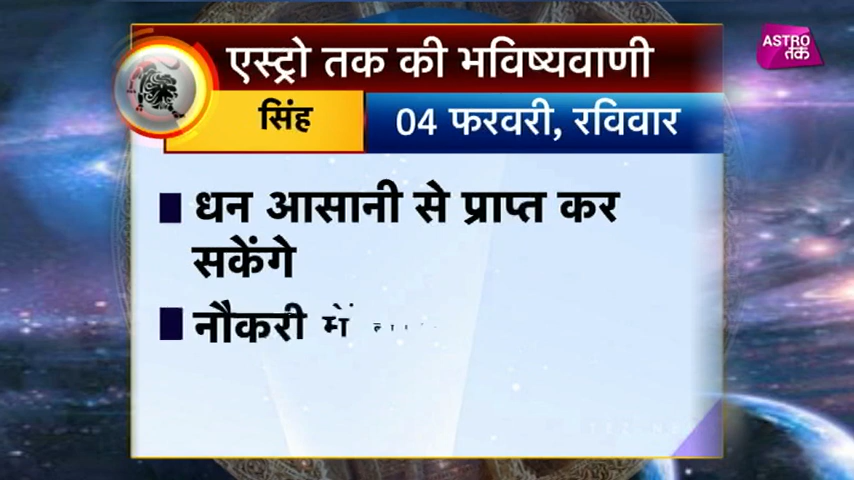 ASTRO
तक
एस्ट्रो तक की भविष्यवाणी
सिंह
04 फरवरी, रविवार
धन आसानी से प्राप्त कर
सकेंगे
नौकरी में